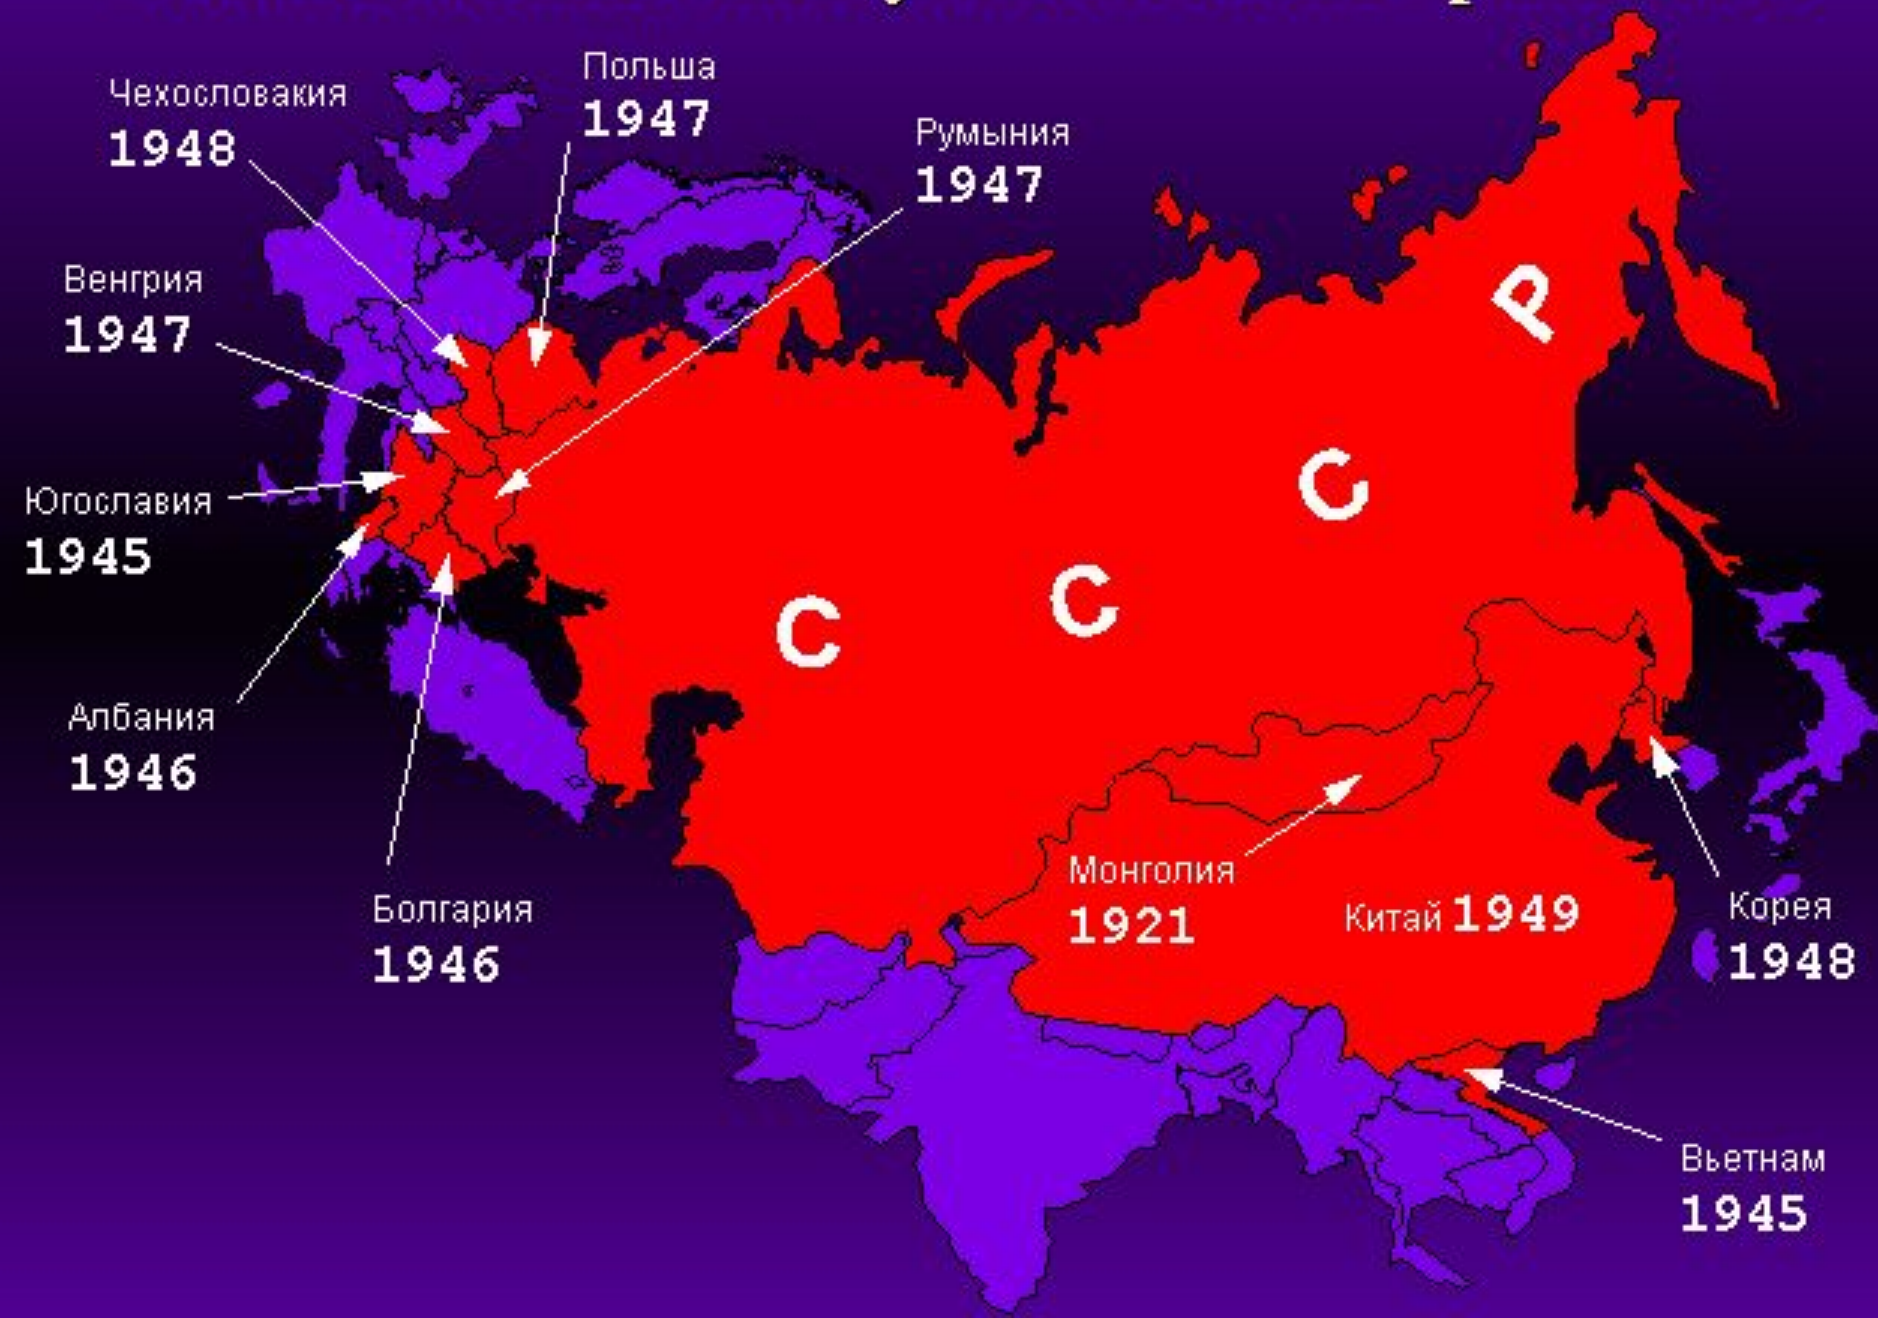 Польша
1947
Чехословакия
1948
Румыния
1947
Венгрия
1947
Югославия
1945
Албания
1946
Болгария
1946
С С С Р
Монголия
1921
Китай 1949
Корея
1948
Вьетнам
1945